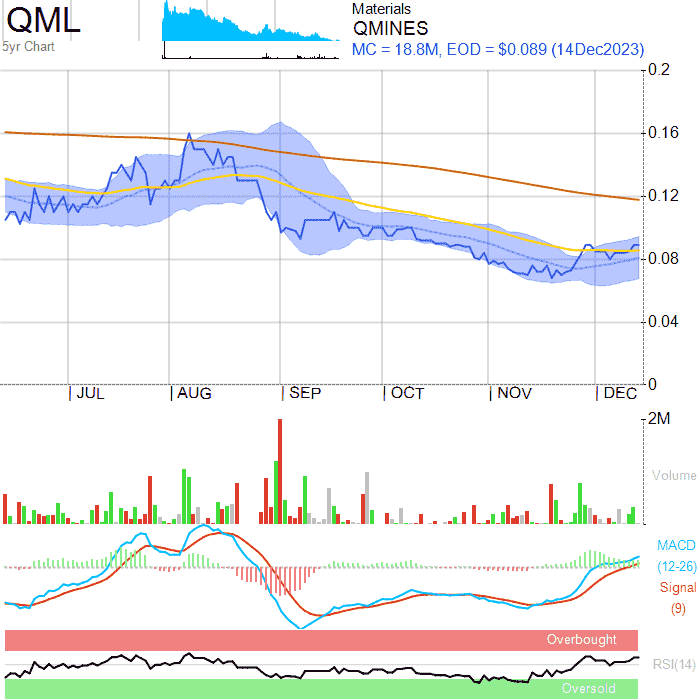 QML
5yr Chart
Materials
QMINES
MC = 18.8M, EOD = $0.089 (14Dec2023)
0.2
0.16
0.12
0.08
0.04
0
JUL AUG SEP OCT NOV DEC
2M
Volume
MACD
(12-26)
Signal
(9)
Overbought
RSI(14)
Oversold